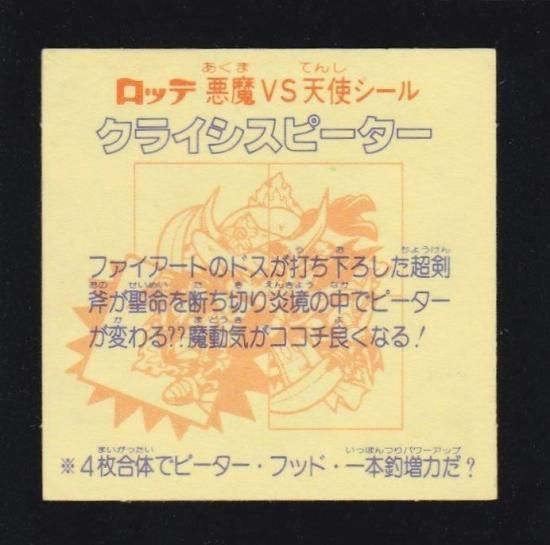 あくま てんし
ロッテ 悪魔VS天使シール
クライシスピーター
う お ちょうけん
ファイアートのドスが打ち下ろした超剣
おの せいめい た き えんきょう なか
斧が聖命を断ち切り炎境の中でピーター
か まどうき よ
が変わる??魔動気がココチ良くなる!
まいがったい いっぽんつりパワーアップ
※4枚合体でピーター・フッド・一本釣増力だ?